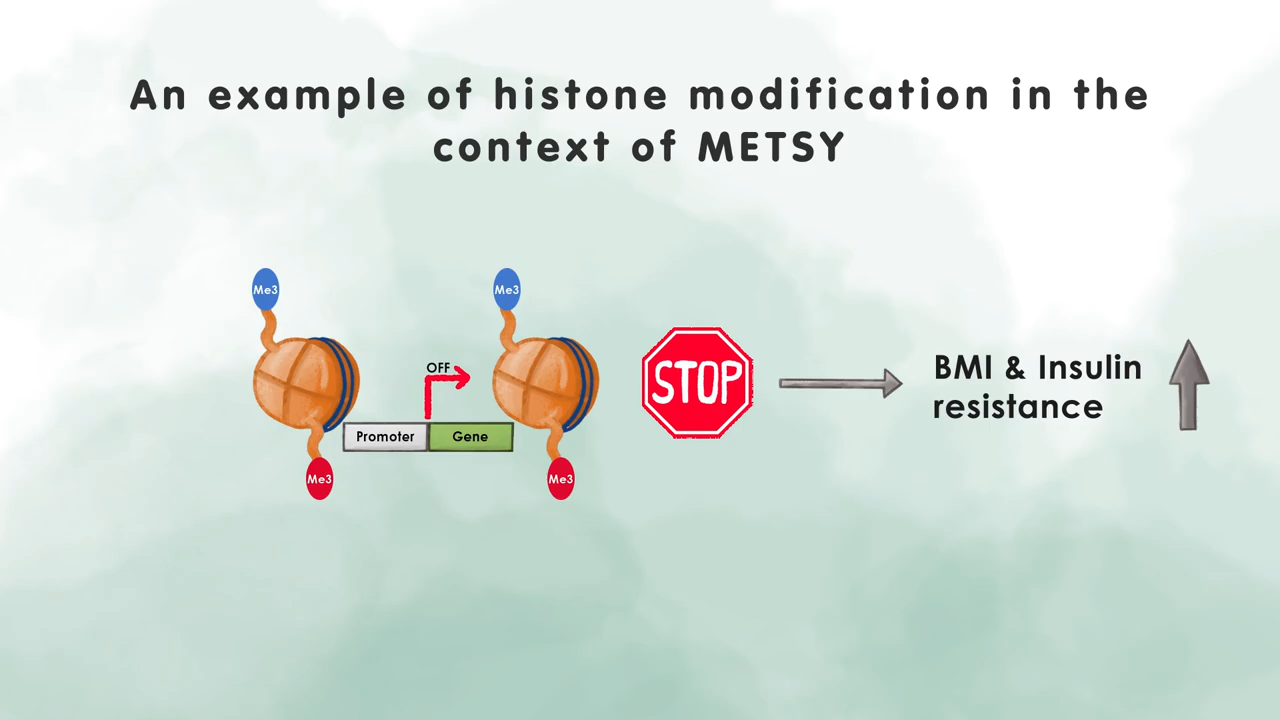 An example of histone modification in the
context of METSY
Me3
Me3
OFF
STOP
BMI & Insulin
resistance
Promoter
Gene
Me3
Me3